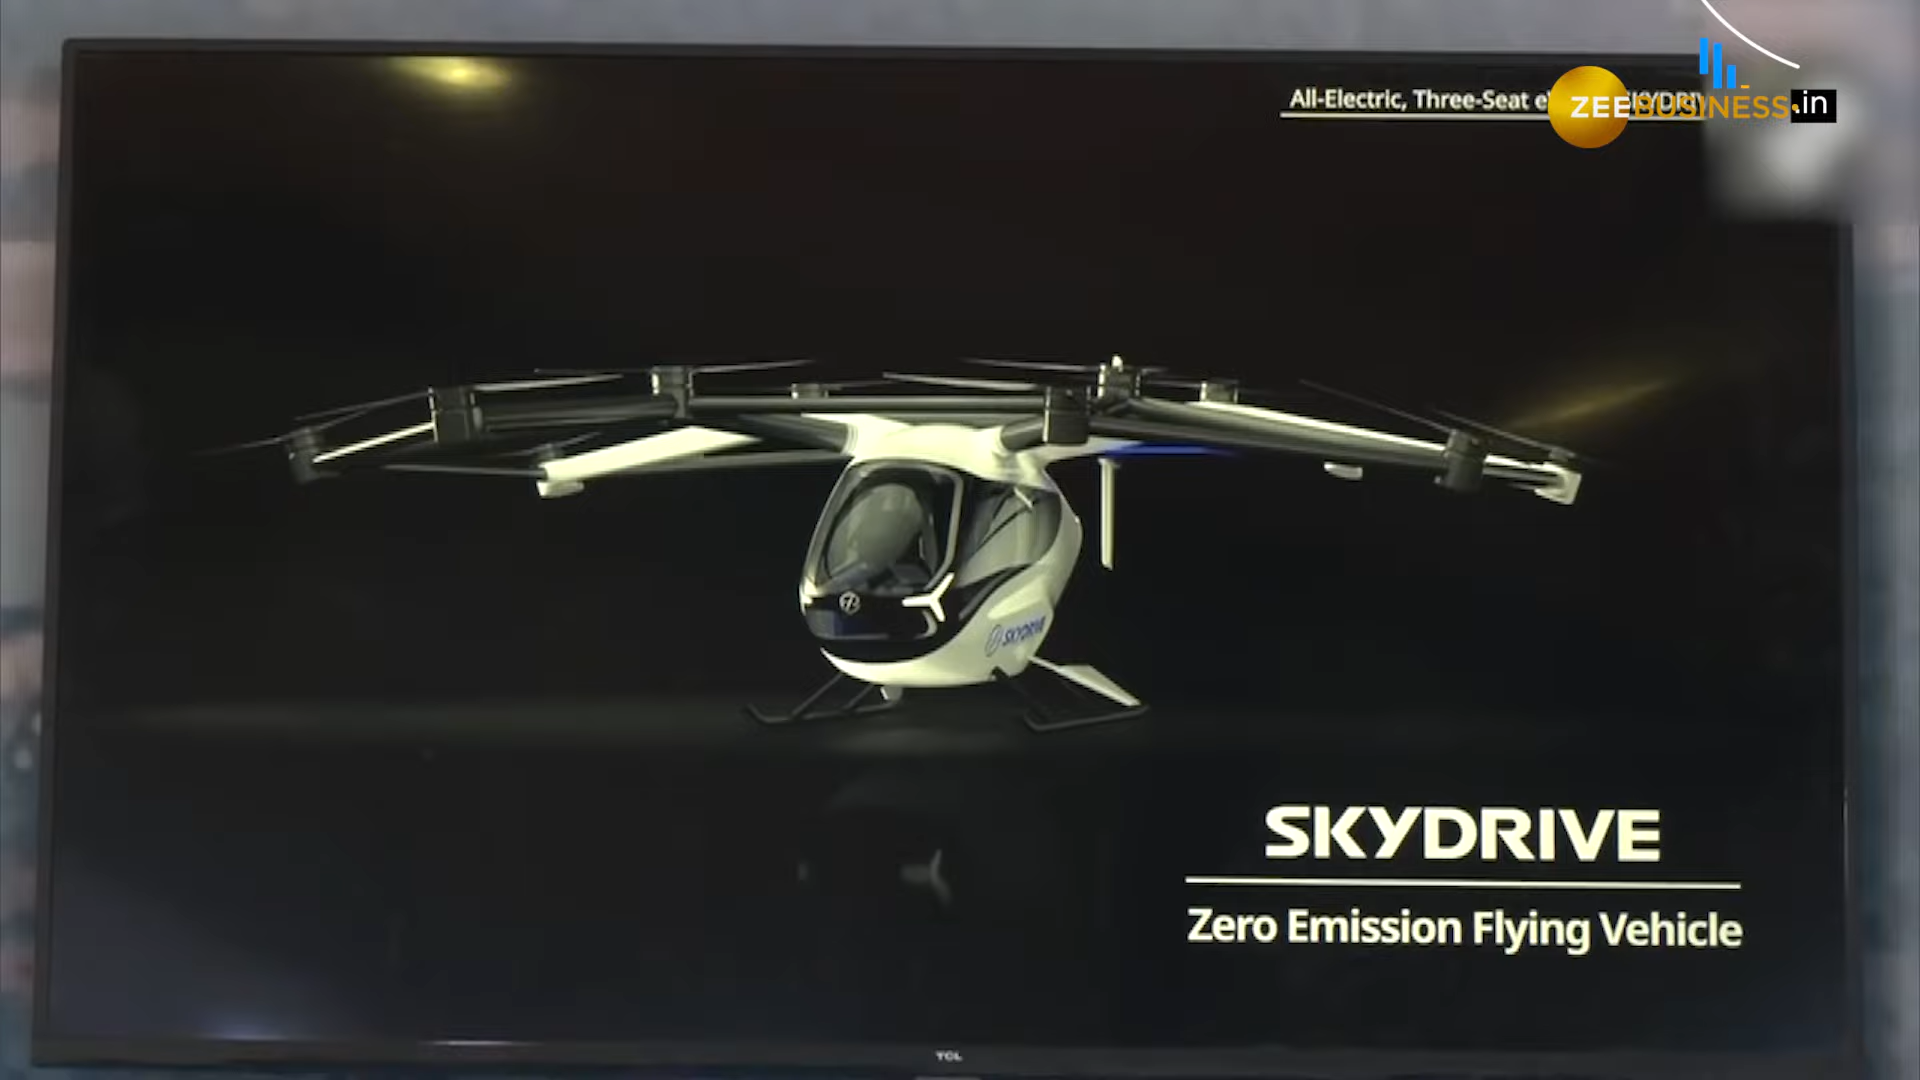 All-Electric, Three-Seat
ZEEBUSINESS.in
SKYDRIVE
SKYDRIVE
Zero Emission Flying Vehicle
TCL